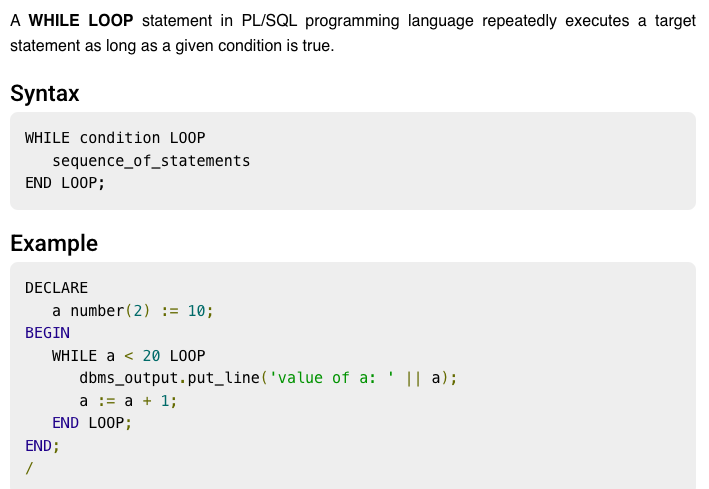 A WHILE LOOP statement in PL/SQL programming language repeatedly executes a target
statement as long as a given condition is true.
Syntax
WHILE condition LOOP
   sequence_of_statements
END LOOP;
Example
DECLARE
   a number(2) := 10;
BEGIN
   WHILE a < 20 LOOP
      dbms_output.put_line('value of a: ' || a);
      a := a + 1;
   END LOOP;
END;
/